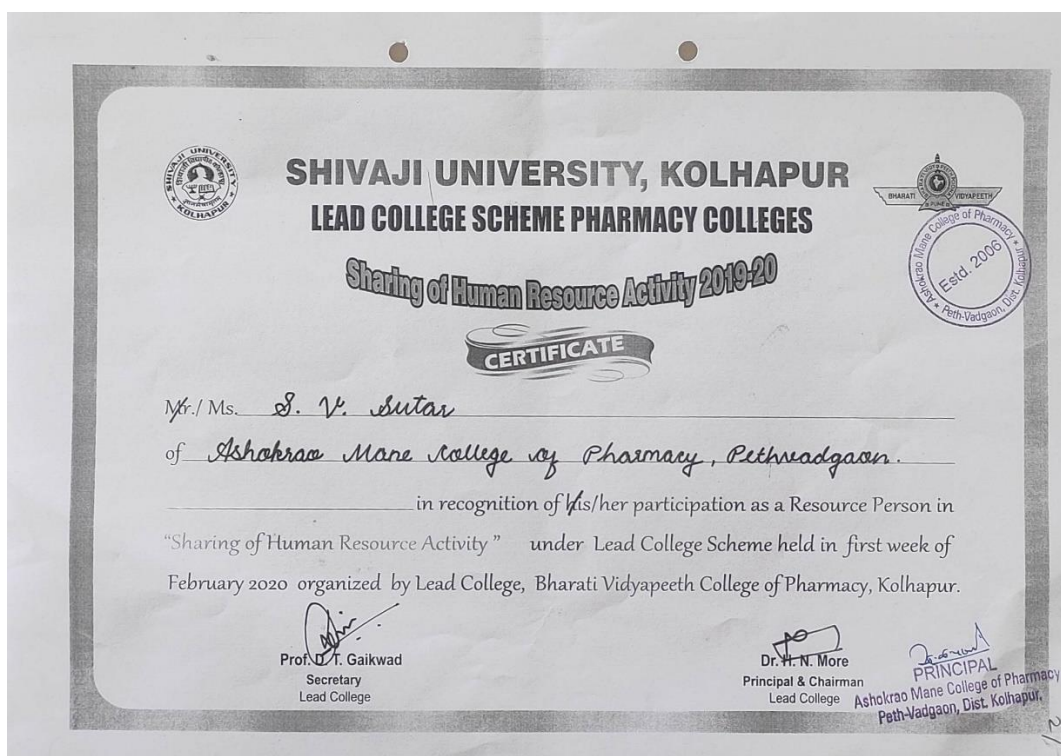 SHIVAJI UNIVERSITY
★ KOLHAPUR ★
SHIVAJI UNIVERSITY, KOLHAPUR
BHARATI VIDYAPEETH
PUNE
LEAD COLLEGE SCHEME PHARMACY COLLEGES
Ashokrao Mane College of Pharmacy ★
Estd. 2006
Peth-Vadgaon, Dist. Kolhapur
Sharing of Human Resource Activity 2019-20
CERTIFICATE
Mr./ Ms. S. V. Sutar
of Ashokrao Mane College of Pharmacy, Pethvadgaon.
in recognition of his/her participation as a Resource Person in
“Sharing of Human Resource Activity ” under Lead College Scheme held in first week of
February 2020 organized by Lead College, Bharati Vidyapeeth College of Pharmacy, Kolhapur.
Prof. D. T. Gaikwad
Secretary
Lead College
Dr. H. N. More
Principal & Chairman
Lead College
PRINCIPAL
Ashokrao Mane College of Pharmacy
Peth-Vadgaon, Dist. Kolhapur.